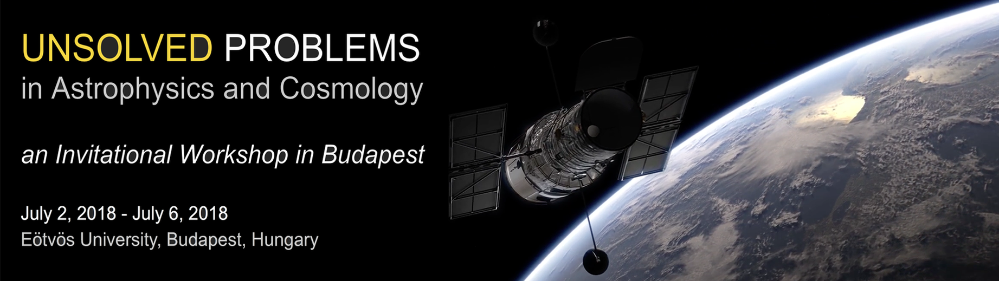 UNSOLVED PROBLEMS
in Astrophysics and Cosmology
an Invitational Workshop in Budapest
July 2, 2018 - July 6, 2018
Eötvös University, Budapest, Hungary